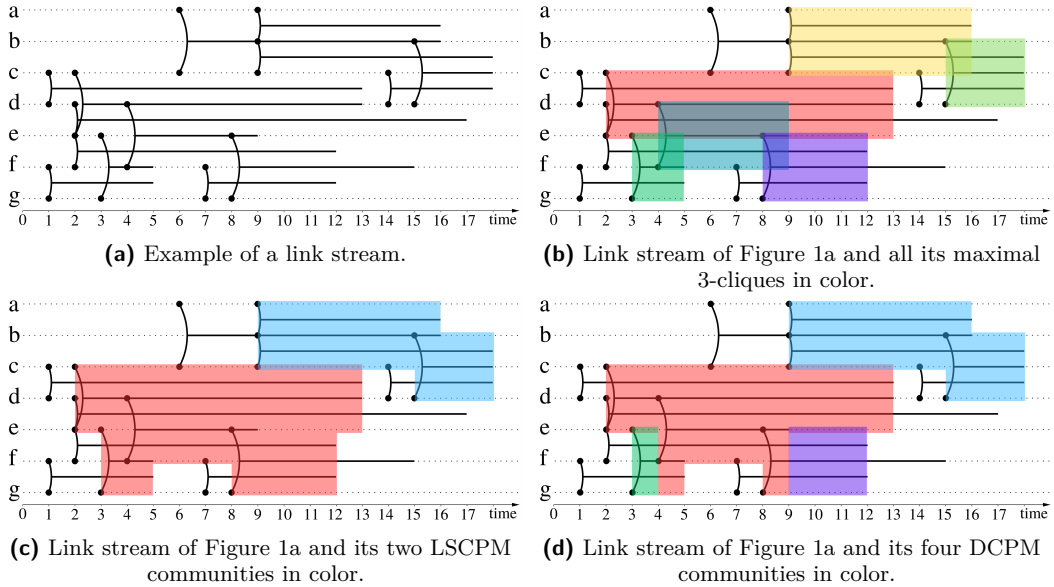 a
b
c
d
e
f
g
0 1 2 3 4 5 6 7 8 9 10 11 12 13 14 15 16 17 time
(a) Example of a link stream.
a
b
c
d
e
f
g
0 1 2 3 4 5 6 7 8 9 10 11 12 13 14 15 16 17 time
(b) Link stream of Figure 1a and all its maximal
3-cliques in color.
a
b
c
d
e
f
g
0 1 2 3 4 5 6 7 8 9 10 11 12 13 14 15 16 17 time
(c) Link stream of Figure 1a and its two LSCPM
communities in color.
a
b
c
d
e
f
g
0 1 2 3 4 5 6 7 8 9 10 11 12 13 14 15 16 17 time
(d) Link stream of Figure 1a and its four DCPM
communities in color.